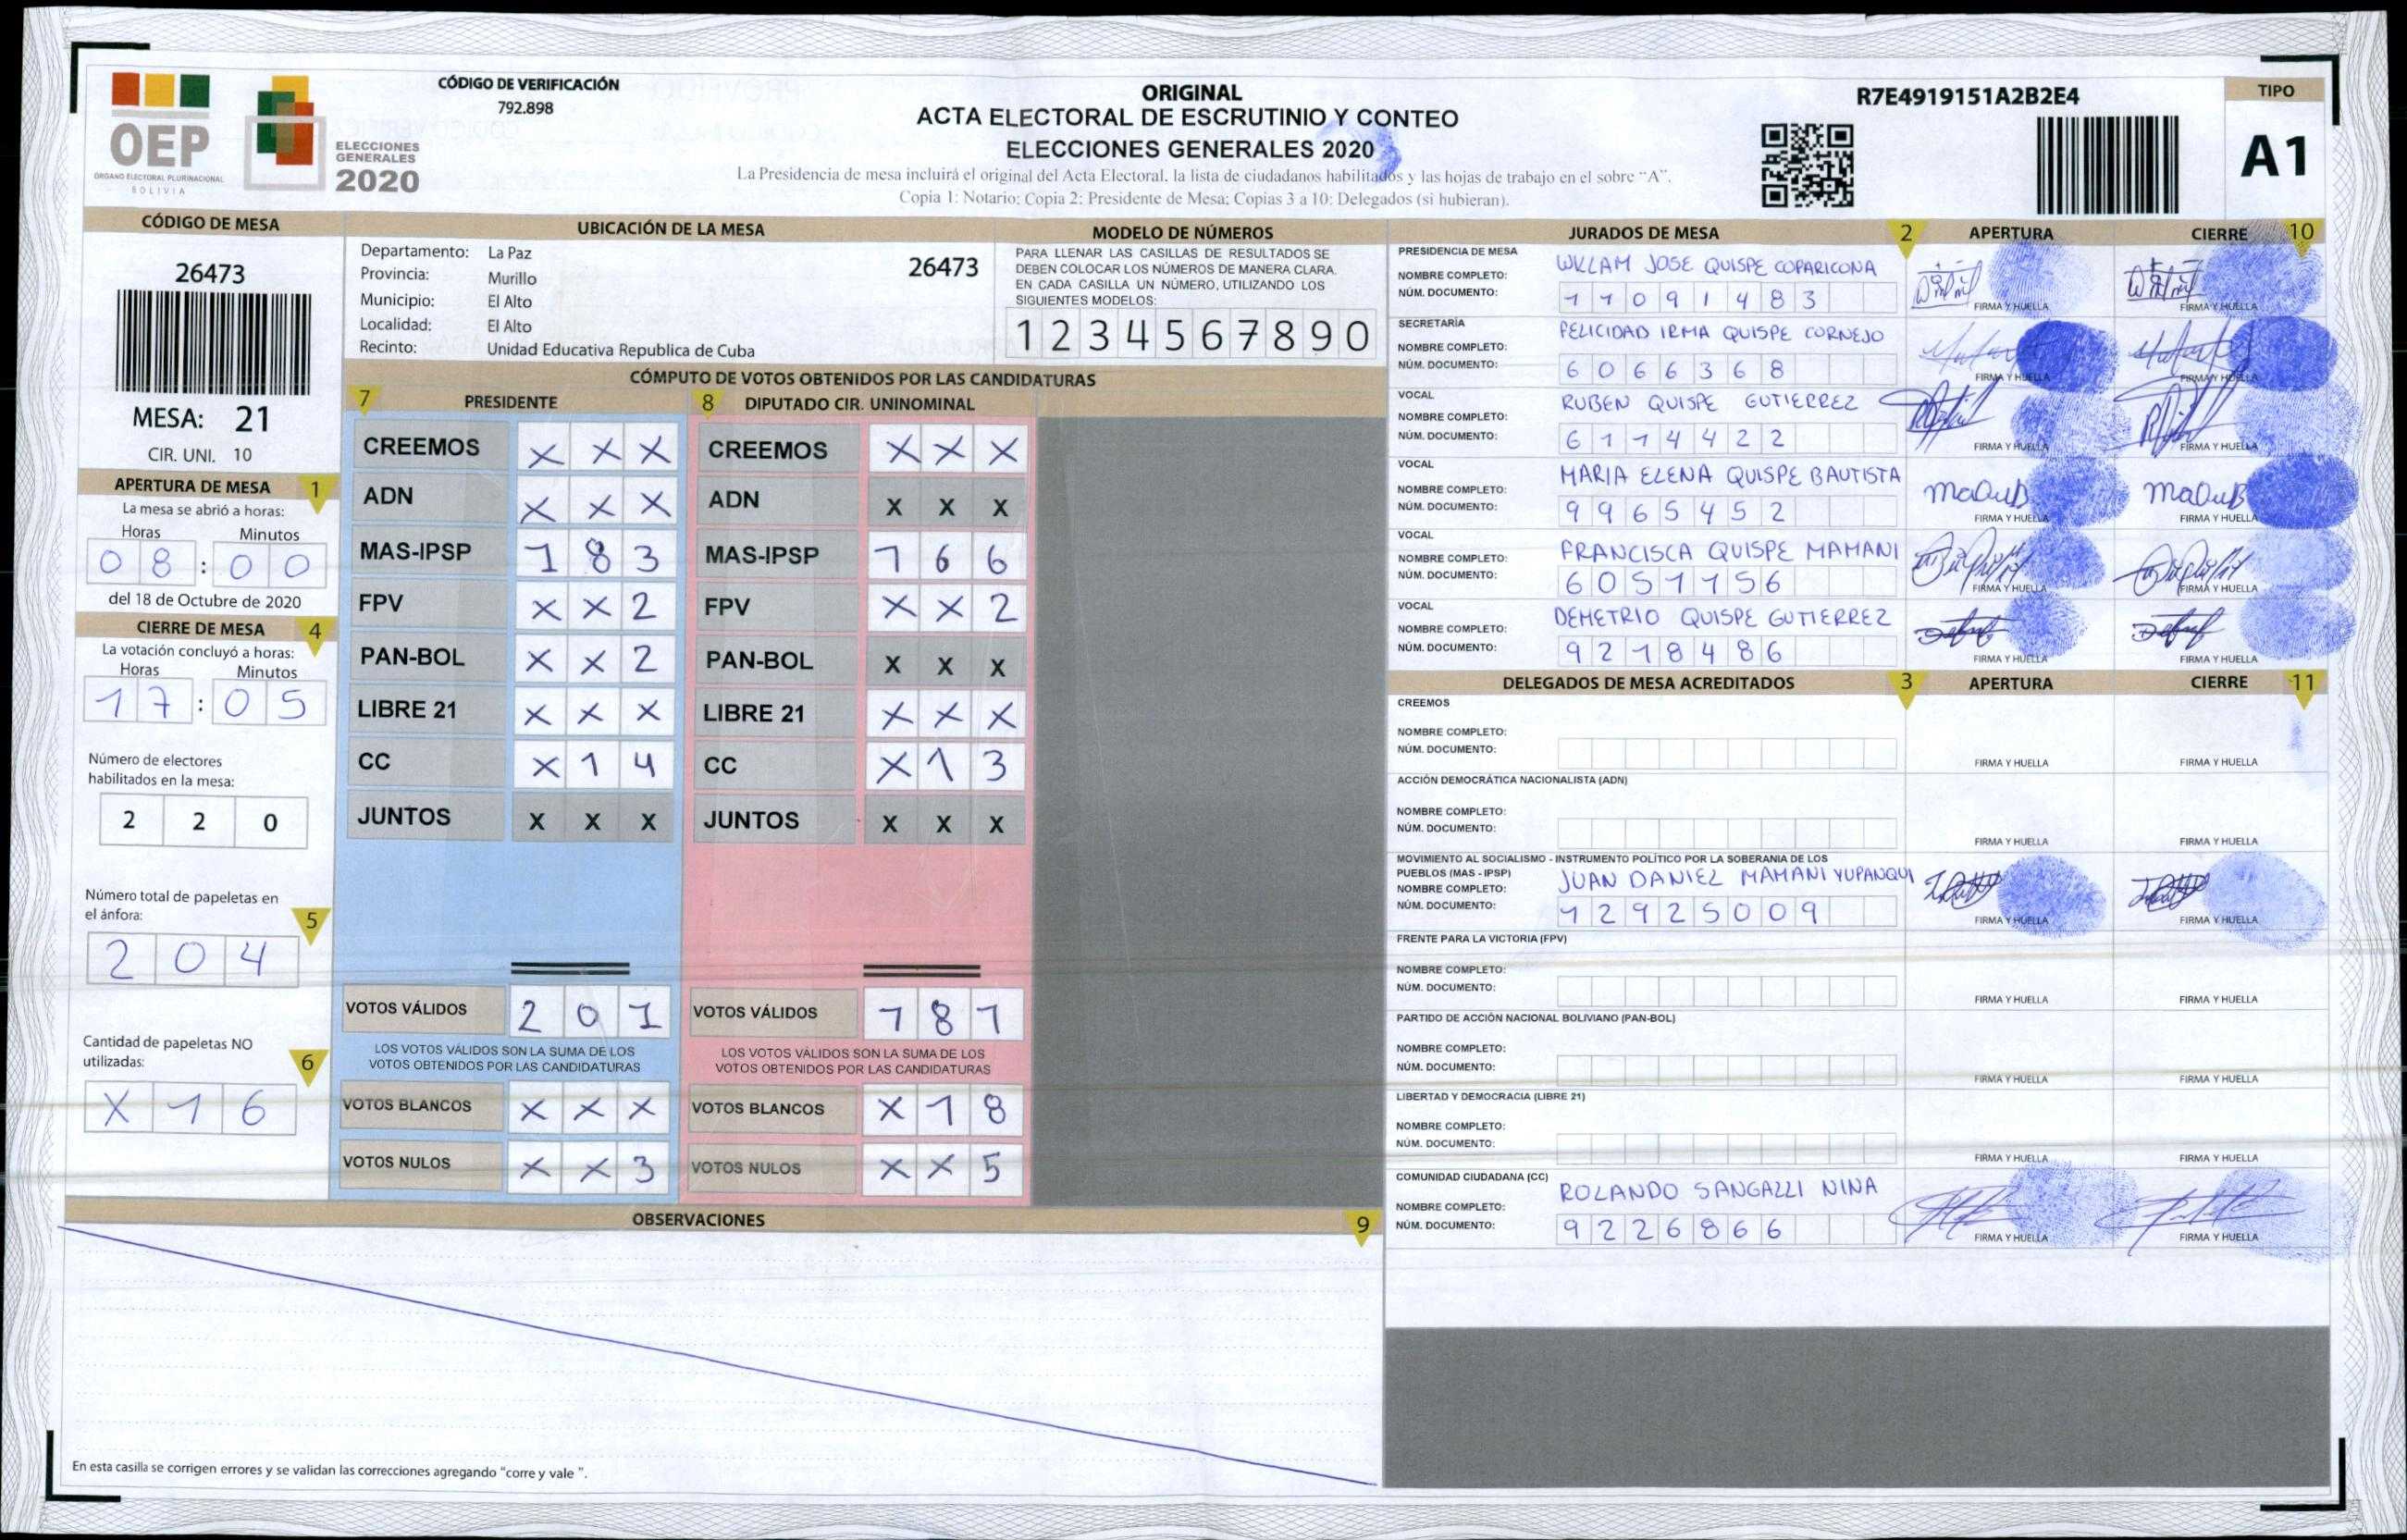 CÓDIGO DE VERIFICACIÓN
792.898
OEP
ÓRGANO ELECTORAL PLURINACIONAL
BOLIVIA
ELECCIONES
GENERALES
2020
ORIGINAL
ACTA ELECTORAL DE ESCRUTINIO Y CONTEO
ELECCIONES GENERALES 2020
La Presidencia de mesa incluirá el original del Acta Electoral, la lista de ciudadanos habilitados y las hojas de trabajo en el sobre “A”.
Copia 1: Notario; Copia 2: Presidente de Mesa; Copias 3 a 10: Delegados (si hubieran).
R7E4919151A2B2E4
TIPO
A1
CÓDIGO DE MESA
26473
MESA: 21
CIR. UNI. 10
APERTURA DE MESA 1
La mesa se abrió a horas:
Horas Minutos
08:00
del 18 de Octubre de 2020
CIERRE DE MESA 4
La votación concluyó a horas:
Horas Minutos
17:05
Número de electores
habilitados en la mesa:
2 2 0
Número total de papeletas en
el ánfora: 5
2 0 4
Cantidad de papeletas NO
utilizadas: 6
X 1 6
UBICACIÓN DE LA MESA
Departamento: La Paz
Provincia: Murillo
Municipio: El Alto
Localidad: El Alto
Recinto: Unidad Educativa Republica de Cuba
26473
MODELO DE NÚMEROS
PARA LLENAR LAS CASILLAS DE RESULTADOS SE
DEBEN COLOCAR LOS NÚMEROS DE MANERA CLARA.
EN CADA CASILLA UN NÚMERO, UTILIZANDO LOS
SIGUIENTES MODELOS:
1 2 3 4 5 6 7 8 9 0
CÓMPUTO DE VOTOS OBTENIDOS POR LAS CANDIDATURAS
7 PRESIDENTE
CREEMOS X X X
ADN X X X
MAS-IPSP 1 8 3
FPV X X 2
PAN-BOL X X 2
LIBRE 21 X X X
CC X 1 4
JUNTOS X X X
VOTOS VÁLIDOS 2 0 1
LOS VOTOS VÁLIDOS SON LA SUMA DE LOS
VOTOS OBTENIDOS POR LAS CANDIDATURAS
VOTOS BLANCOS X X X
VOTOS NULOS X X 3
8 DIPUTADO CIR. UNINOMINAL
CREEMOS X X X
ADN X X X
MAS-IPSP 1 6 6
FPV X X 2
PAN-BOL X X X
LIBRE 21 X X X
CC X 1 3
JUNTOS X X X
VOTOS VÁLIDOS 1 8 1
LOS VOTOS VÁLIDOS SON LA SUMA DE LOS
VOTOS OBTENIDOS POR LAS CANDIDATURAS
VOTOS BLANCOS X 1 8
VOTOS NULOS X X 5
OBSERVACIONES 9
En esta casilla se corrigen errores y se validan las correcciones agregando “corre y vale ”.
JURADOS DE MESA 2 APERTURA CIERRE 10
PRESIDENCIA DE MESA
NOMBRE COMPLETO: WILLAM JOSE QUISPE COPARICONA
NÚM. DOCUMENTO: 11091483
FIRMA Y HUELLA FIRMA Y HUELLA
SECRETARÍA
NOMBRE COMPLETO: FELICIDAD IRMA QUISPE CORNEJO
NÚM. DOCUMENTO: 6066368
FIRMA Y HUELLA FIRMA Y HUELLA
VOCAL
NOMBRE COMPLETO: RUBEN QUISPE GUTIERREZ
NÚM. DOCUMENTO: 6114422
FIRMA Y HUELLA FIRMA Y HUELLA
VOCAL
NOMBRE COMPLETO: MARIA ELENA QUISPE BAUTISTA
NÚM. DOCUMENTO: 9965452
FIRMA Y HUELLA FIRMA Y HUELLA
VOCAL
NOMBRE COMPLETO: FRANCISCA QUISPE MAMANI
NÚM. DOCUMENTO: 6051156
FIRMA Y HUELLA FIRMA Y HUELLA
VOCAL
NOMBRE COMPLETO: DEMETRIO QUISPE GUTIERREZ
NÚM. DOCUMENTO: 9218486
FIRMA Y HUELLA FIRMA Y HUELLA
DELEGADOS DE MESA ACREDITADOS 3 APERTURA CIERRE 11
CREEMOS
NOMBRE COMPLETO:
NÚM. DOCUMENTO:
FIRMA Y HUELLA FIRMA Y HUELLA
ACCIÓN DEMOCRÁTICA NACIONALISTA (ADN)
NOMBRE COMPLETO:
NÚM. DOCUMENTO:
FIRMA Y HUELLA FIRMA Y HUELLA
MOVIMIENTO AL SOCIALISMO - INSTRUMENTO POLÍTICO POR LA SOBERANIA DE LOS
PUEBLOS (MAS - IPSP)
NOMBRE COMPLETO: JUAN DANIEL MAMANI YUPANQUI
NÚM. DOCUMENTO: 12925009
FIRMA Y HUELLA FIRMA Y HUELLA
FRENTE PARA LA VICTORIA (FPV)
NOMBRE COMPLETO:
NÚM. DOCUMENTO:
FIRMA Y HUELLA FIRMA Y HUELLA
PARTIDO DE ACCIÓN NACIONAL BOLIVIANO (PAN-BOL)
NOMBRE COMPLETO:
NÚM. DOCUMENTO:
FIRMA Y HUELLA FIRMA Y HUELLA
LIBERTAD Y DEMOCRACIA (LIBRE 21)
NOMBRE COMPLETO:
NÚM. DOCUMENTO:
FIRMA Y HUELLA FIRMA Y HUELLA
COMUNIDAD CIUDADANA (CC)
NOMBRE COMPLETO: ROLANDO SANGALLI NINA
NÚM. DOCUMENTO: 9226866
FIRMA Y HUELLA FIRMA Y HUELLA